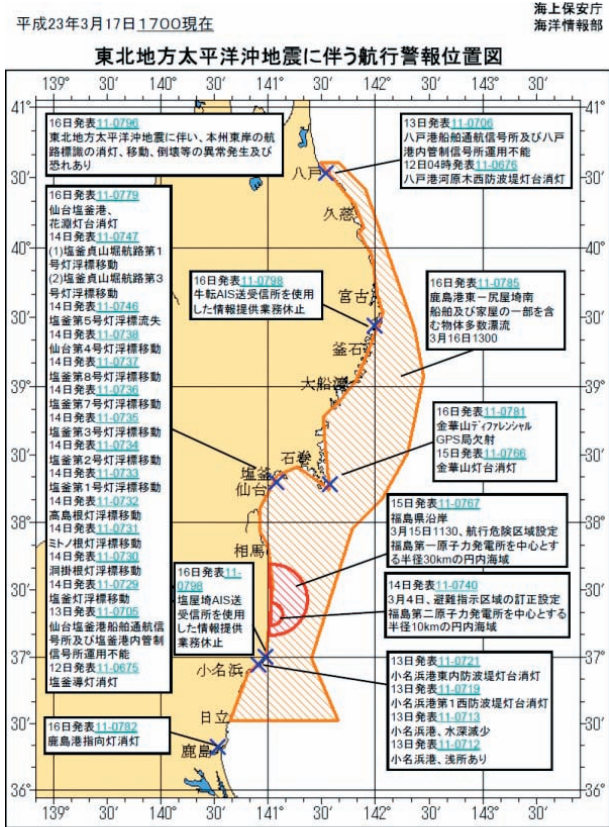 海上保安庁
海洋情報部
平成23年3月17日1700現在
東北地方太平洋沖地震に伴う航行警報位置図
139° 30′ 140° 30′ 141° 30′ 142° 30′ 143° 30′
41°
30′
40°
30′
39°
30′
38°
30′
37°
30′
36°
41°
30′
40°
30′
39°
30′
38°
30′
37°
30′
36°
16日発表11-0796
東北地方太平洋沖地震に伴い、本州東岸の航
路標識の消灯、移動、倒壊等の異常発生及び
恐れあり
13日発表11-0706
八戸港船舶通航信号所及び八戸
港内管制信号所運用不能
12日04時発表11-0676
八戸港河原木西防波堤灯台消灯
16日発表11-0779
仙台塩釜港、
花淵灯台消灯
14日発表11-0747
(1)塩釜貞山堀航路第1
号灯浮標移動
(2)塩釜貞山堀航路第3
号灯浮標移動
14日発表11-0746
塩釜第5号灯浮標流失
14日発表11-0738
仙台第4号灯浮標移動
14日発表11-0737
塩釜第8号灯浮標移動
14日発表11-0736
塩釜第7号灯浮標移動
14日発表11-0735
塩釜第3号灯浮標移動
14日発表11-0734
塩釜第2号灯浮標移動
14日発表11-0733
塩釜第1号灯浮標移動
14日発表11-0732
高島根灯浮標移動
14日発表11-0731
ミトノ根灯浮標移動
14日発表11-0730
洞掛根灯浮標移動
14日発表11-0729
塩釜灯浮標移動
13日発表11-0705
仙台塩釜港船舶通航信
号所及び塩釜港内管制
信号所運用不能
12日発表11-0675
塩釜導灯消灯
16日発表11-0798
牛転AIS送受信所を使用
した情報提供業務休止
16日発表11-0785
鹿島港東－尻屋埼南
船舶及び家屋の一部を含
む物体多数漂流
3月16日1300
16日発表11-0781
金華山ディファレンシャル
GPS局欠射
15日発表11-0766
金華山灯台消灯
15日発表11-0767
福島県沿岸
3月15日1130、航行危険区域設定
福島第一原子力発電所を中心とす
る半径30kmの円内海域
16日発表11-
0798
塩屋埼AIS送
受信所を使用
した情報提供
業務休止
14日発表11-0740
3月4日、避難指示区域の訂正設定
福島第二原子力発電所を中心とする
半径10kmの円内海域
13日発表11-0721
小名浜港東内防波堤灯台消灯
13日発表11-0719
小名浜港第1西防波堤灯台消灯
13日発表11-0713
小名浜港、水深減少
13日発表11-0712
小名浜港、浅所あり
16日発表11-0782
鹿島港指向灯消灯
八戸
久慈
宮古
釜石
大船渡
石巻
塩釜
仙台
相馬
小名浜
日立
鹿島
139° 30′ 140° 30′ 141° 30′ 142° 30′ 143° 30′